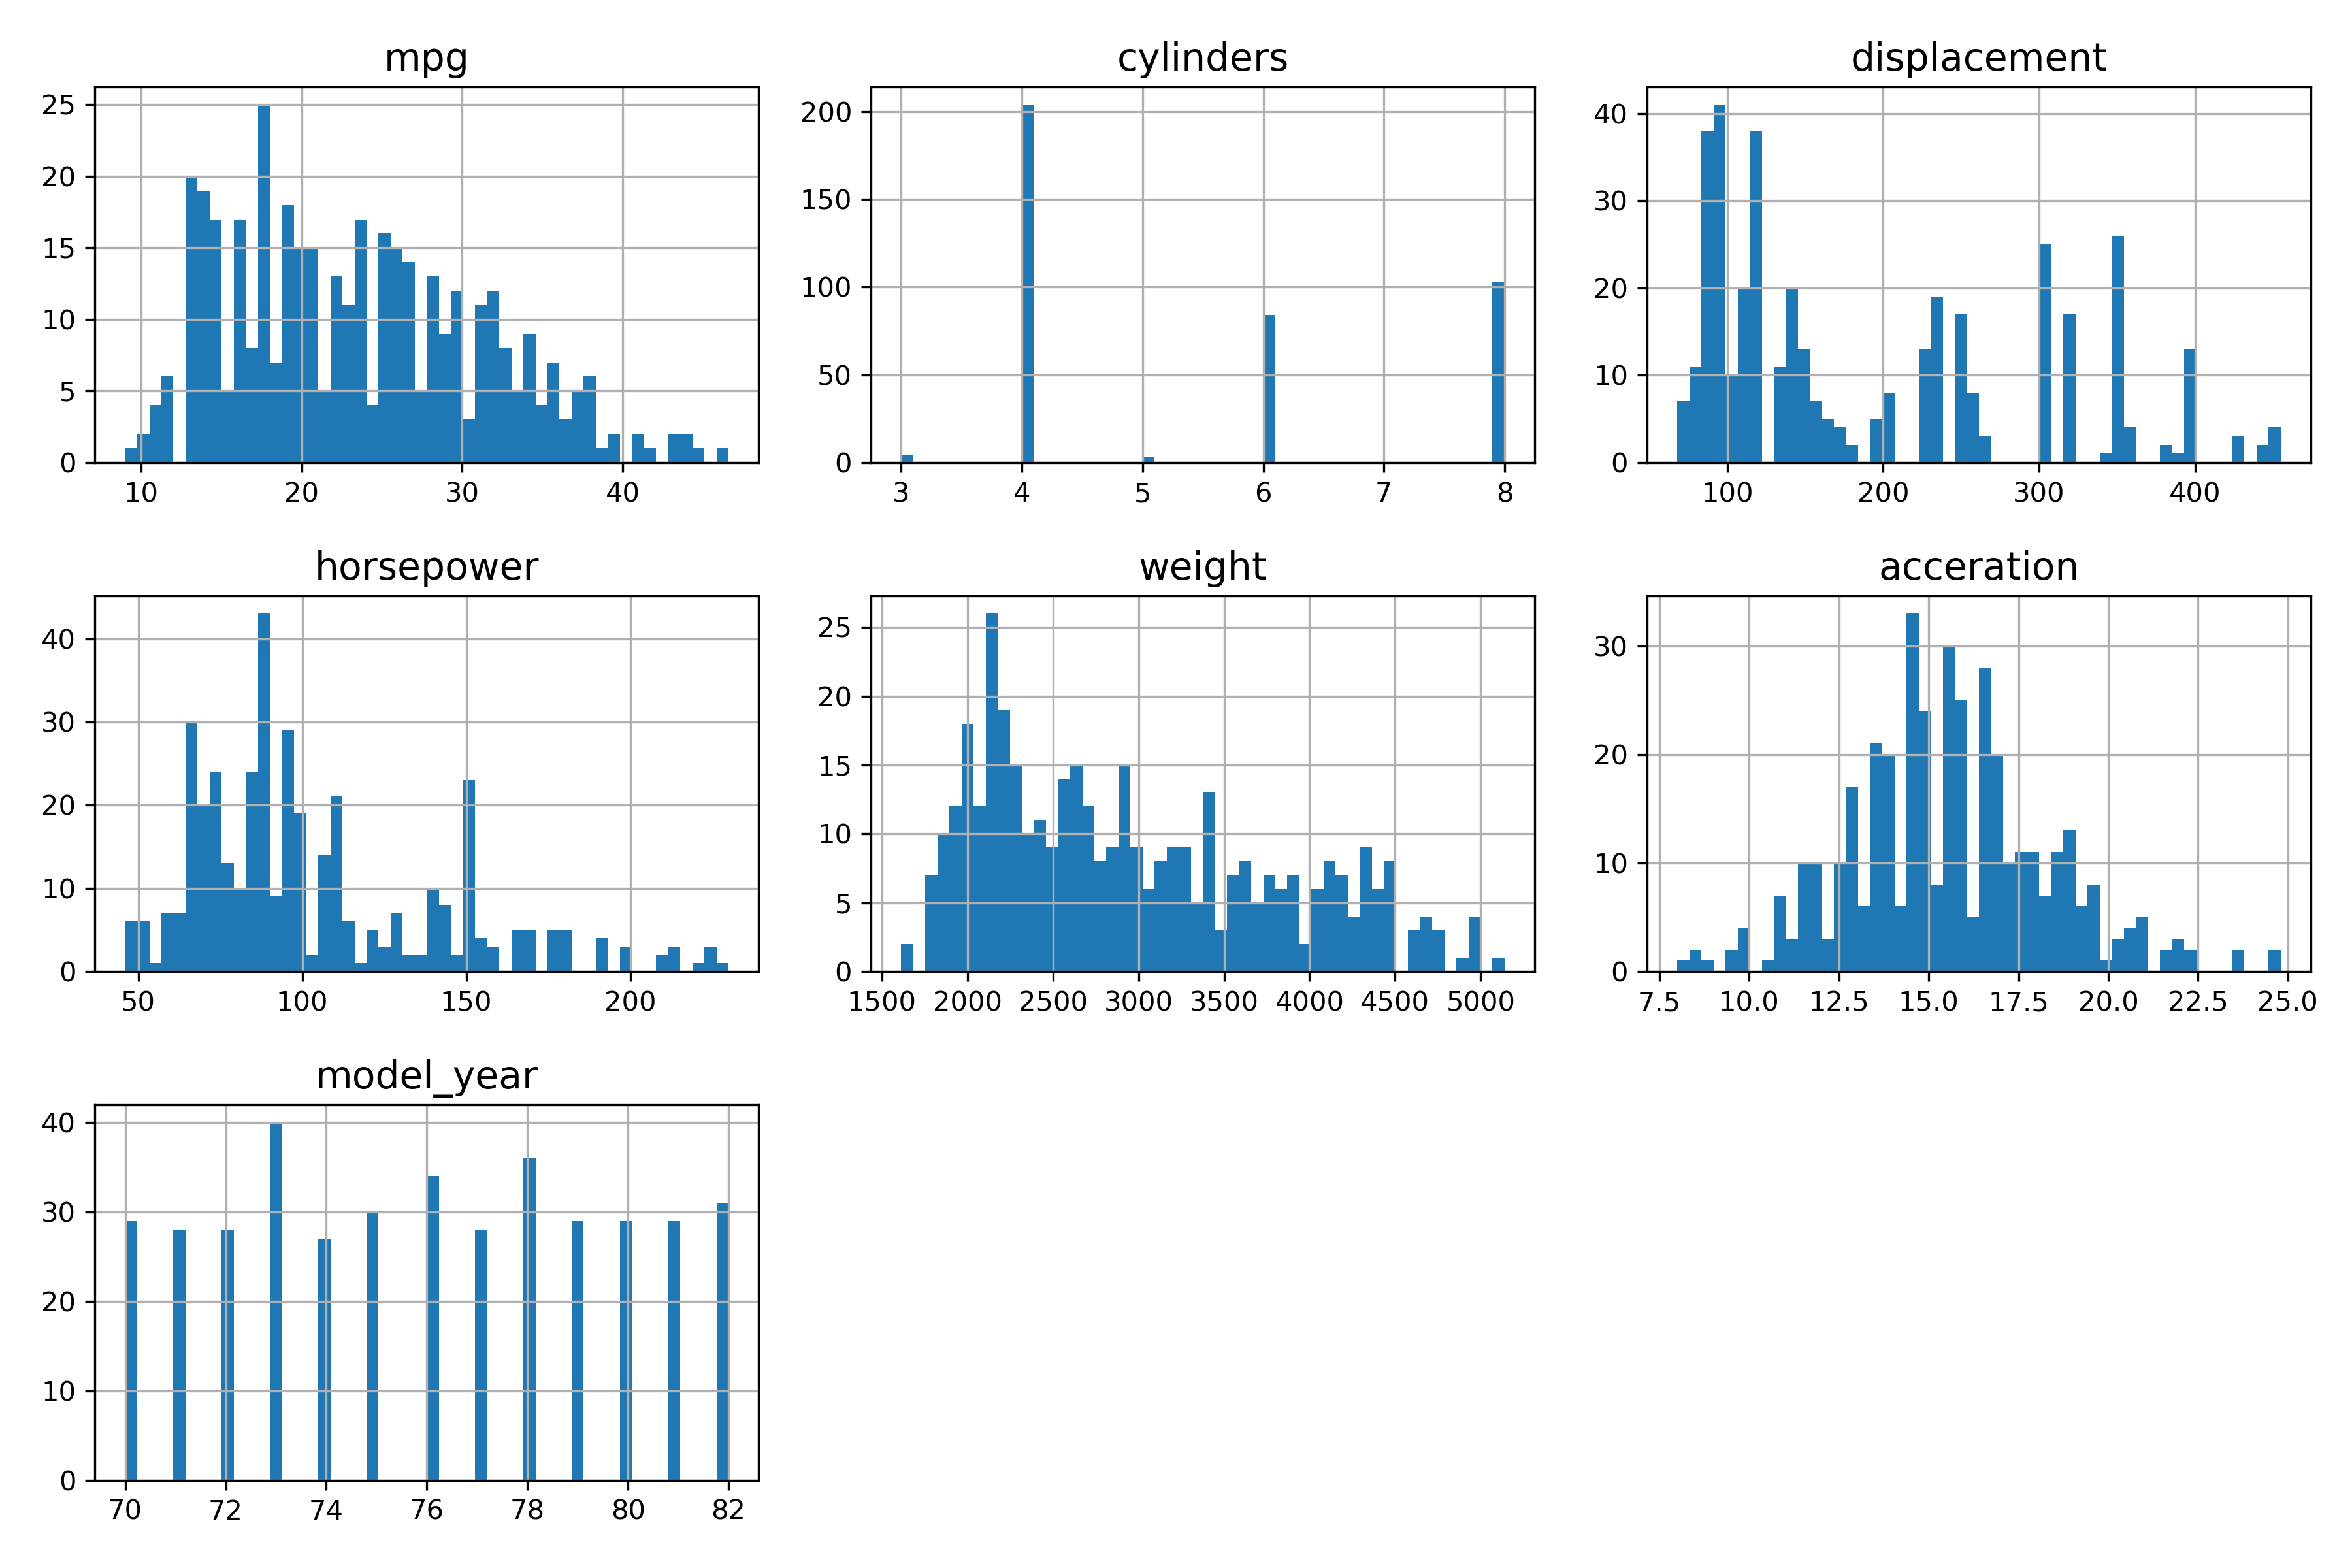 mpg
25
20
15
10
5
0
10 20 30 40
cylinders
200
150
100
50
0
3 4 5 6 7 8
displacement
40
30
20
10
0
100 200 300 400
horsepower
40
30
20
10
0
50 100 150 200
weight
25
20
15
10
5
0
1500 2000 2500 3000 3500 4000 4500 5000
acceration
30
20
10
0
7.5 10.0 12.5 15.0 17.5 20.0 22.5 25.0
model_year
40
30
20
10
0
70 72 74 76 78 80 82